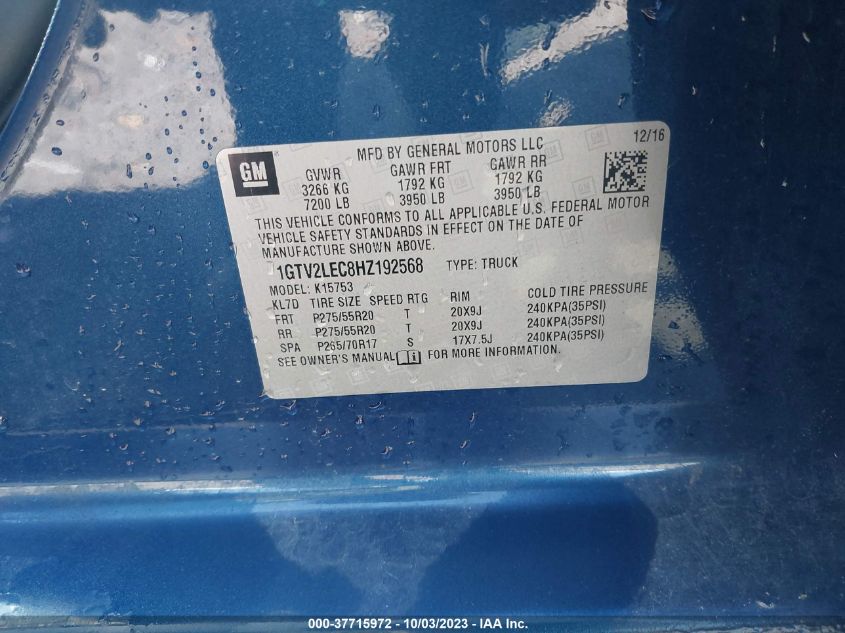 GM
MFD BY GENERAL MOTORS LLC
12/16
GVWR GAWR FRT GAWR RR
3266 KG 1792 KG 1792 KG
7200 LB 3950 LB 3950 LB
THIS VEHICLE CONFORMS TO ALL APPLICABLE U.S. FEDERAL MOTOR
VEHICLE SAFETY STANDARDS IN EFFECT ON THE DATE OF
MANUFACTURE SHOWN ABOVE.
1GTV2LEC8HZ192568 TYPE: TRUCK
MODEL: K15753
KL7D TIRE SIZE SPEED RTG RIM COLD TIRE PRESSURE
FRT P275/55R20 T 20X9J 240KPA(35PSI)
RR P275/55R20 T 20X9J 240KPA(35PSI)
SPA P265/70R17 S 17X7.5J 240KPA(35PSI)
SEE OWNER'S MANUAL FOR MORE INFORMATION.
000-37715972 - 10/03/2023 - IAA Inc.